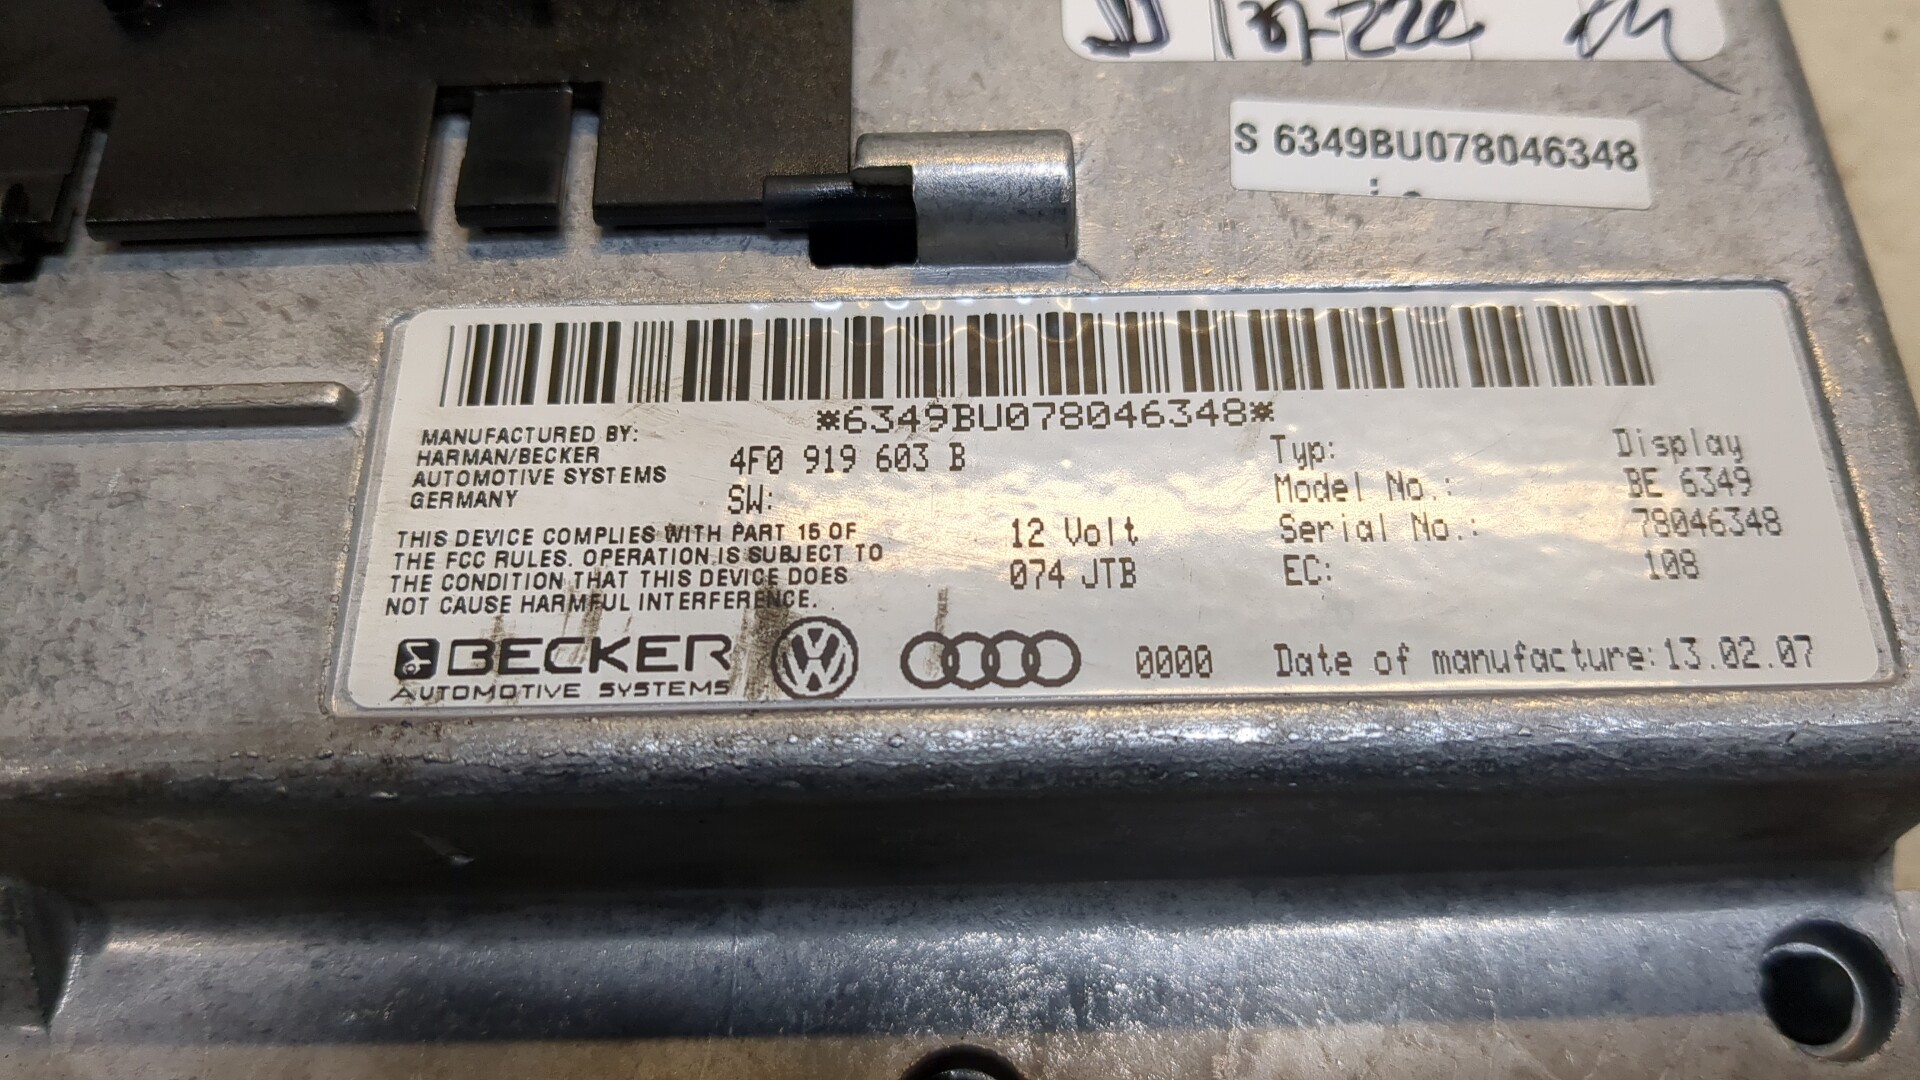 S 6349BU078046348
*6349BU078046348*
MANUFACTURED BY:
HARMAN/BECKER
AUTOMOTIVE SYSTEMS
GERMANY
4F0 919 603 B
SW:
Typ: Display
Model No.: BE 6349
Serial No.: 78046348
EC: 108
THIS DEVICE COMPLIES WITH PART 15 OF
THE FCC RULES. OPERATION IS SUBJECT TO
THE CONDITION THAT THIS DEVICE DOES
NOT CAUSE HARMFUL INTERFERENCE.
12 Volt
074 JTB
BECKER
AUTOMOTIVE SYSTEMS
VW
0000
Date of manufacture: 13.02.07